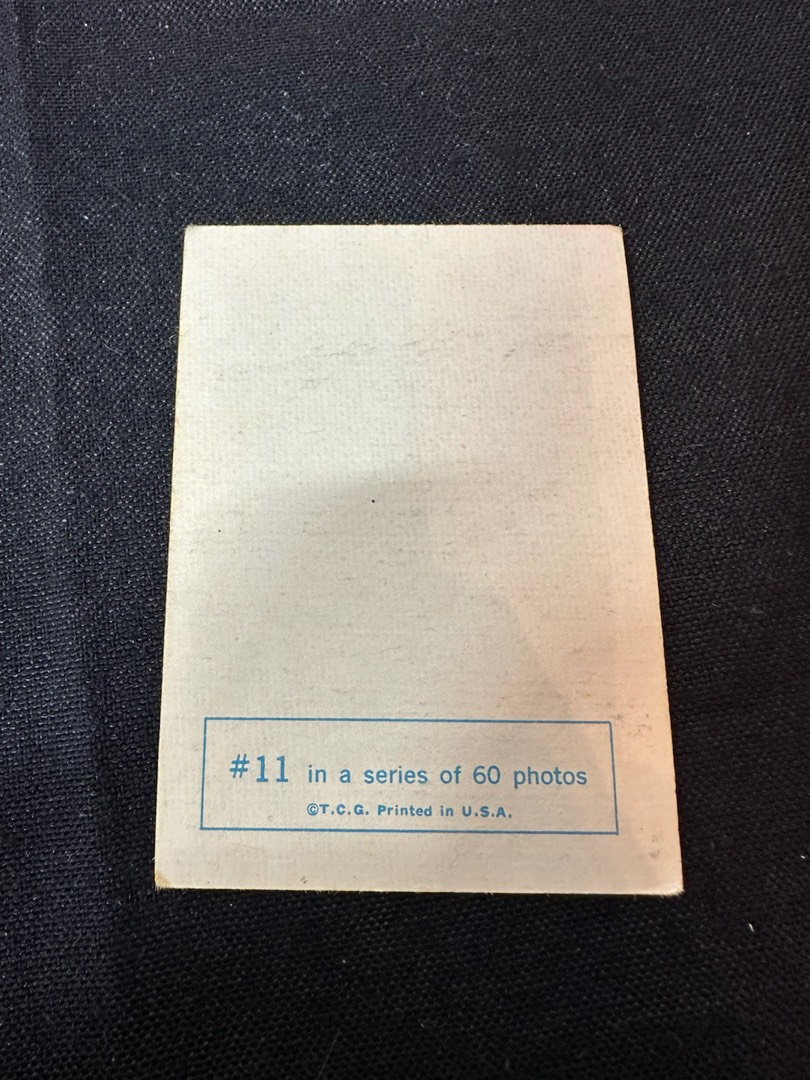 #11 in a series of 60 photos
©T.C.G. Printed in U.S.A.